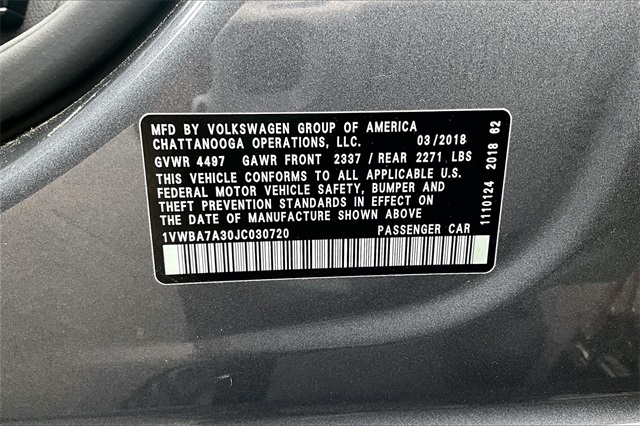 MFD BY VOLKSWAGEN GROUP OF AMERICA
CHATTANOOGA OPERATIONS, LLC. 03/2018
GVWR 4497 GAWR FRONT 2337 / REAR 2271 LBS
THIS VEHICLE CONFORMS TO ALL APPLICABLE U.S.
FEDERAL MOTOR VEHICLE SAFETY, BUMPER AND
THEFT PREVENTION STANDARDS IN EFFECT ON
THE DATE OF MANUFACTURE SHOWN ABOVE
1VWBA7A30JC030720 PASSENGER CAR
1110124 2018 62